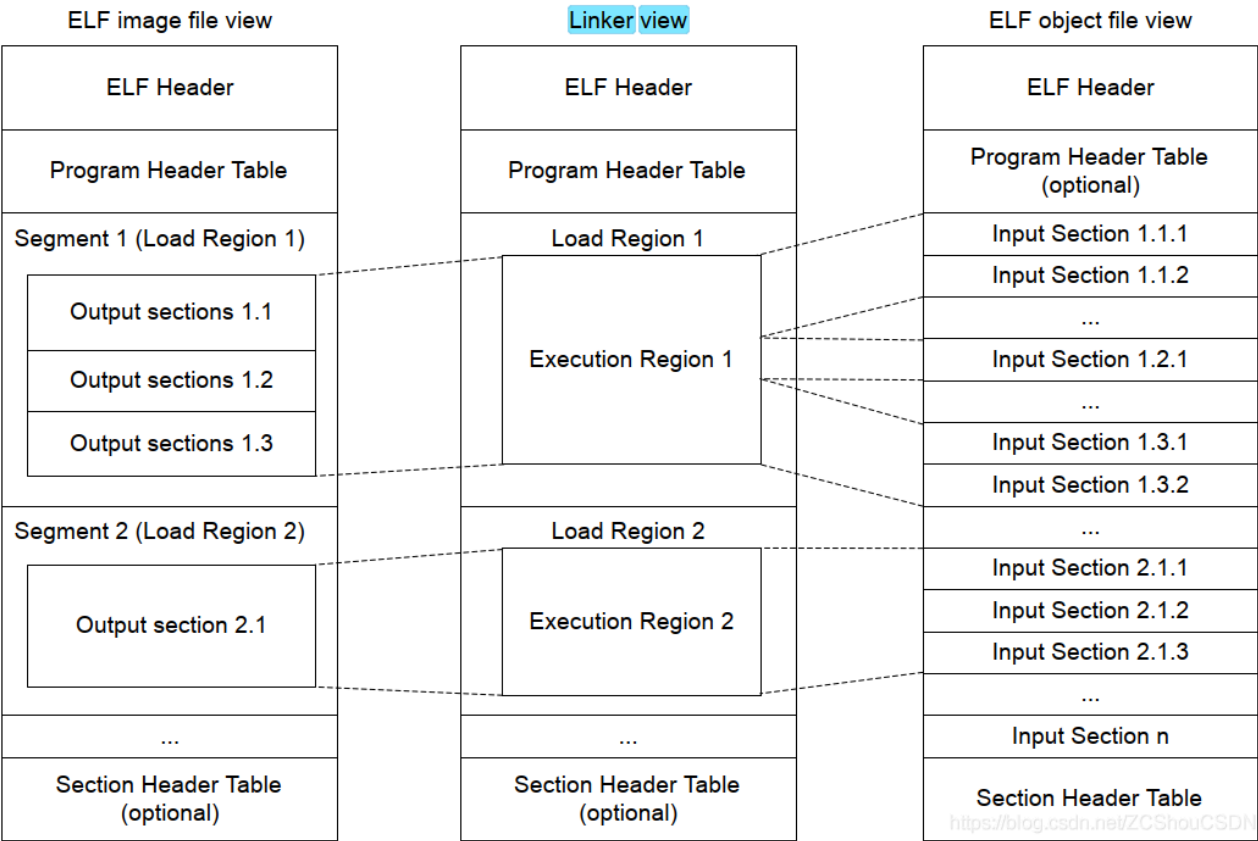 ELF image file view
ELF Header
Program Header Table
Segment 1 (Load Region 1)
Output sections 1.1
Output sections 1.2
Output sections 1.3
Segment 2 (Load Region 2)
Output section 2.1
...
Section Header Table
(optional)
Linker view
ELF Header
Program Header Table
Load Region 1
Execution Region 1
Load Region 2
Execution Region 2
...
Section Header Table
(optional)
ELF object file view
ELF Header
Program Header Table
(optional)
Input Section 1.1.1
Input Section 1.1.2
...
Input Section 1.2.1
...
Input Section 1.3.1
Input Section 1.3.2
...
Input Section 2.1.1
Input Section 2.1.2
Input Section 2.1.3
...
Input Section n
Section Header Table
https://blog.csdn.net/ZCShouCSDN